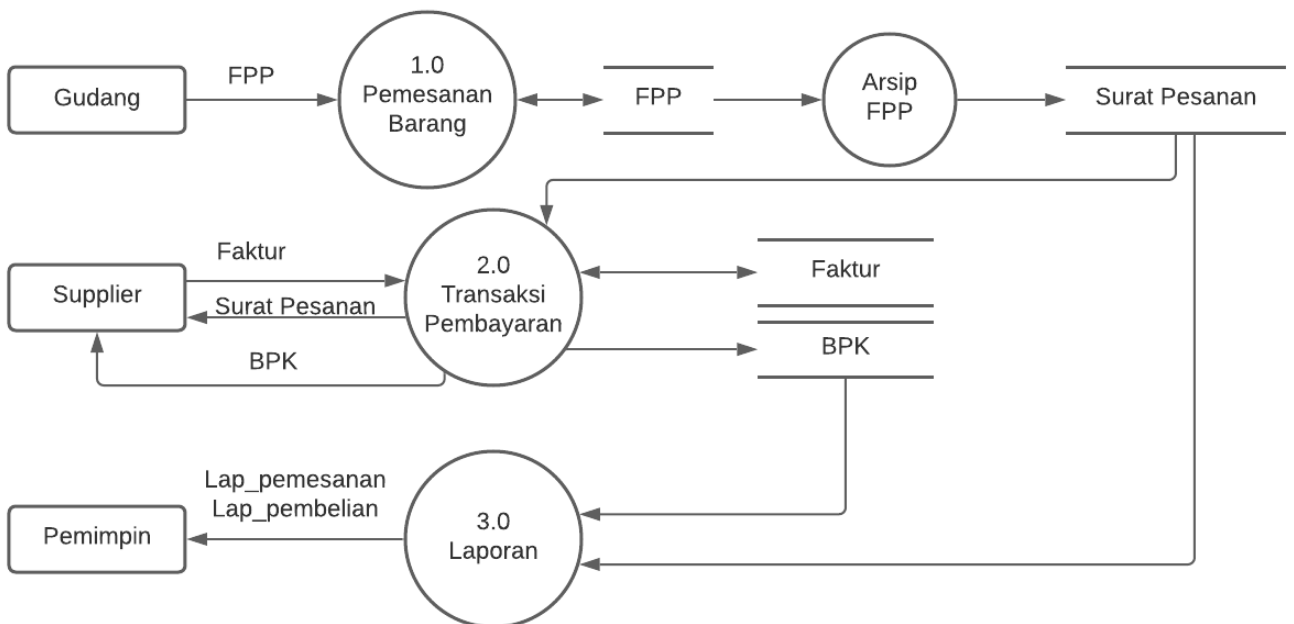 Gudang
FPP
1.0
Pemesanan
Barang
FPP
Arsip
FPP
Surat Pesanan
Supplier
Faktur
Surat Pesanan
BPK
2.0
Transaksi
Pembayaran
Faktur
BPK
Pemimpin
Lap_pemesanan
Lap_pembelian
3.0
Laporan